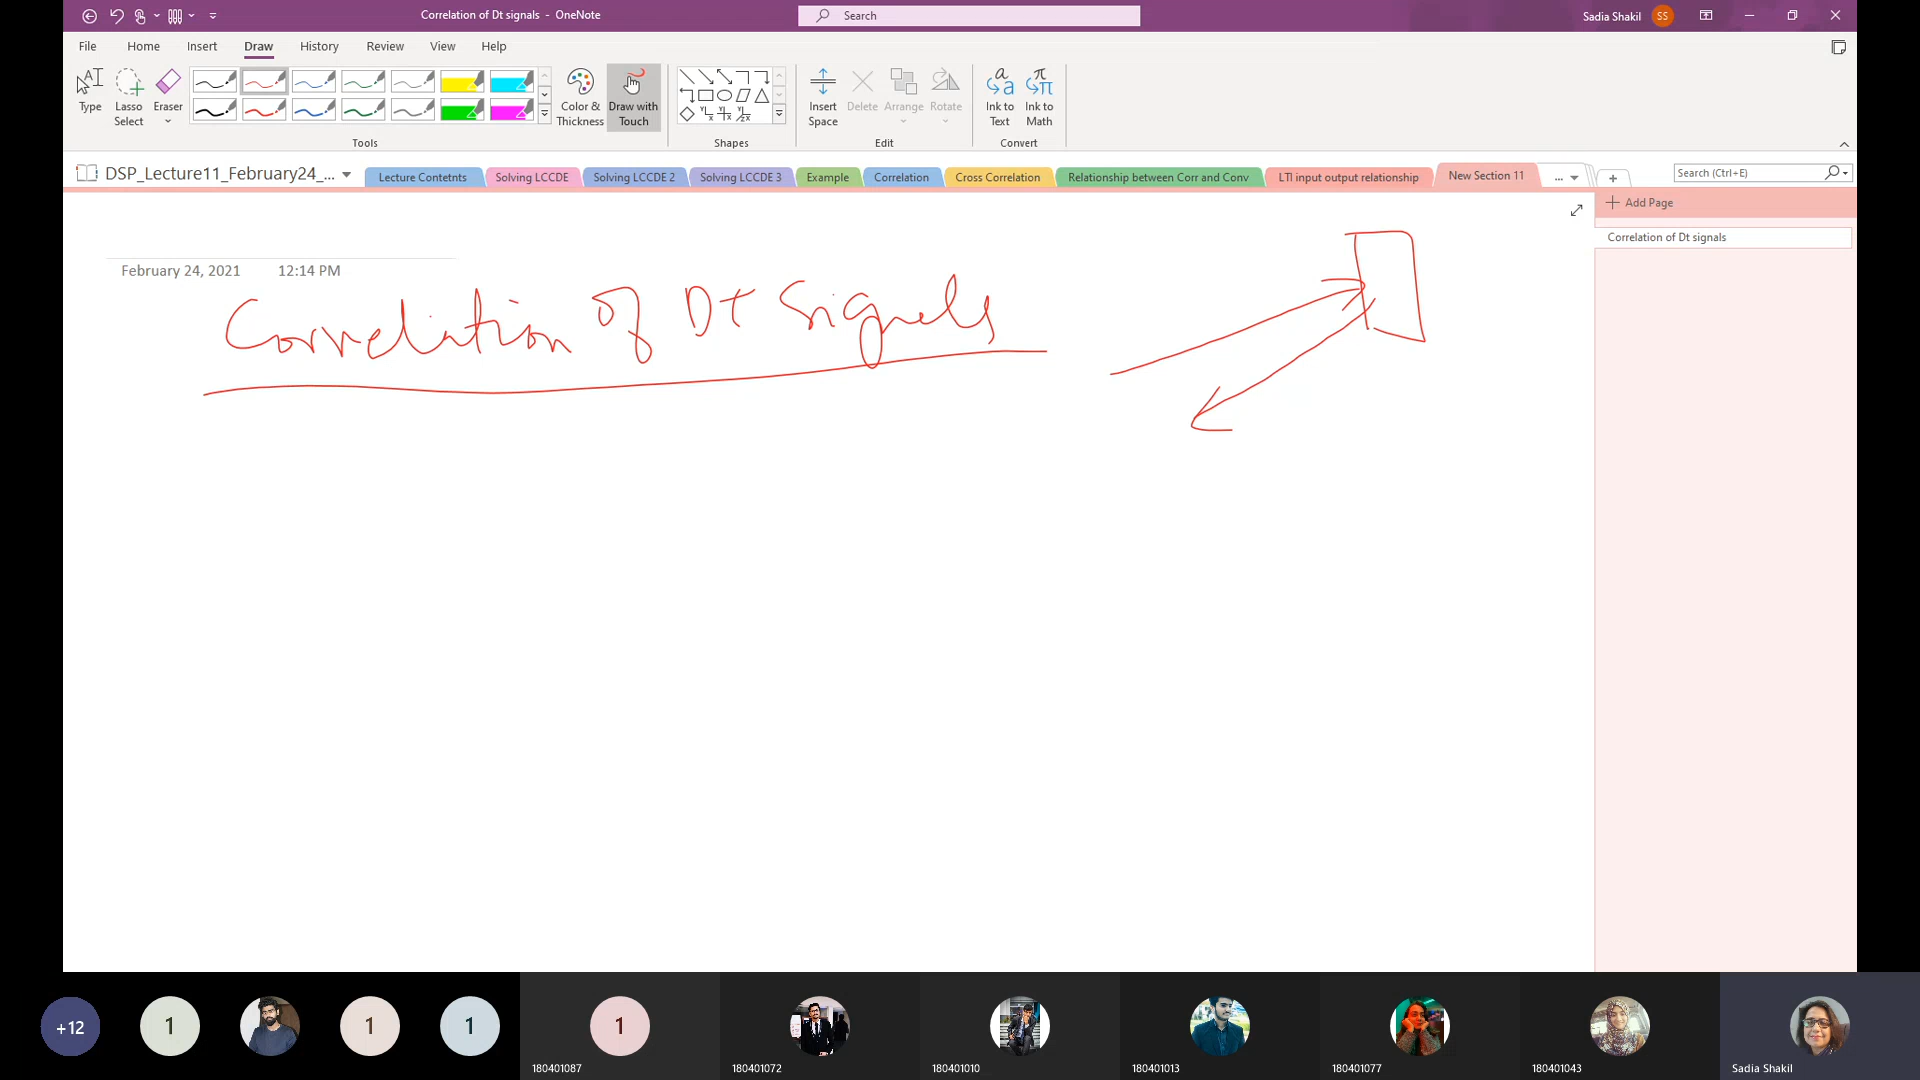 Correlation of Dt signals - OneNote
Search
Sadia Shakil SS
File Home Insert Draw History Review View Help
Type
Lasso Select
Eraser
Color & Thickness
Draw with Touch
Insert Space
Delete
Arrange
Rotate
Ink to Text
Ink to Math
Tools
Shapes
Edit
Convert
DSP_Lecture11_February24_...
Lecture Contetnts
Solving LCCDE
Solving LCCDE 2
Solving LCCDE 3
Example
Correlation
Cross Correlation
Relationship between Corr and Conv
LTI input output relationship
New Section 11
...
Search (Ctrl+E)
Add Page
Correlation of Dt signals
February 24, 2021 12:14 PM
Correlation of Dt Signals
+12 1 1 1 1
180401087
180401072
180401010
180401013
180401077
180401043
Sadia Shakil